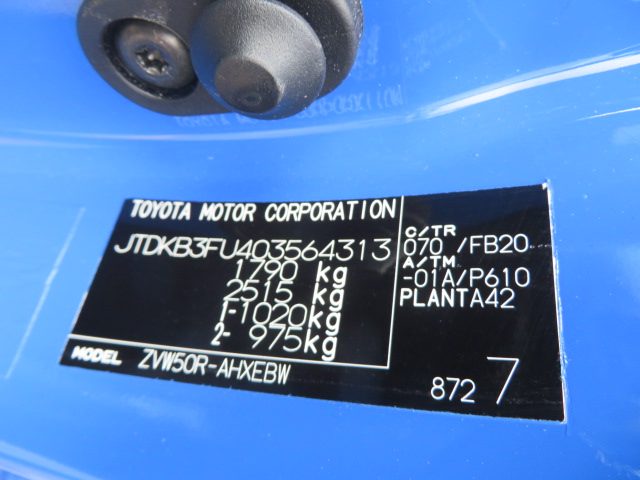 TOYOTA MOTOR CORPORATION
JTDKB3FU403564313
1790 kg
2515 kg
1-1020kg
2- 975kg
MODEL ZVW50R-AHXEBW
C/TR
070 /FB20
A/TM
-01A/P610
PLANTA42
872 7